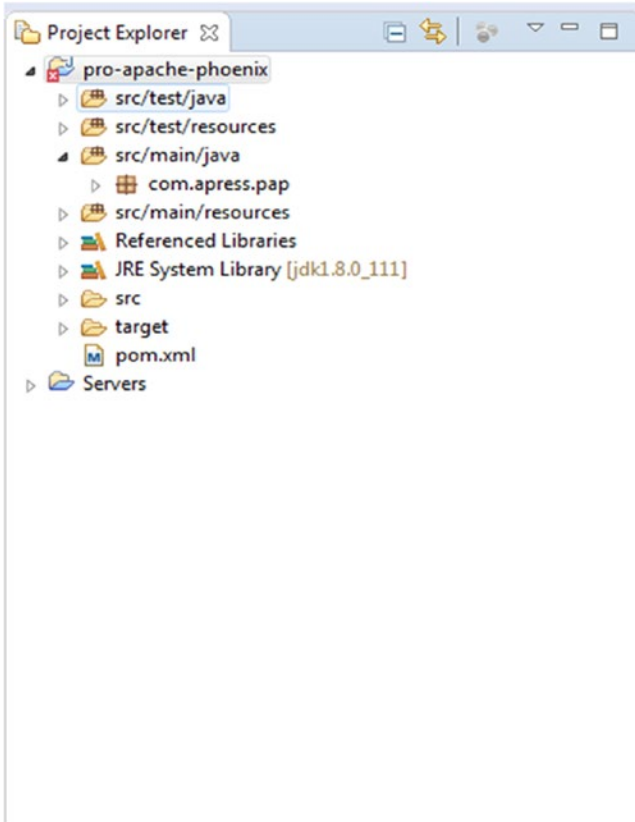 Project Explorer
pro-apache-phoenix
src/test/java
src/test/resources
src/main/java
com.apress.pap
src/main/resources
Referenced Libraries
JRE System Library [jdk1.8.0_111]
src
target
pom.xml
Servers